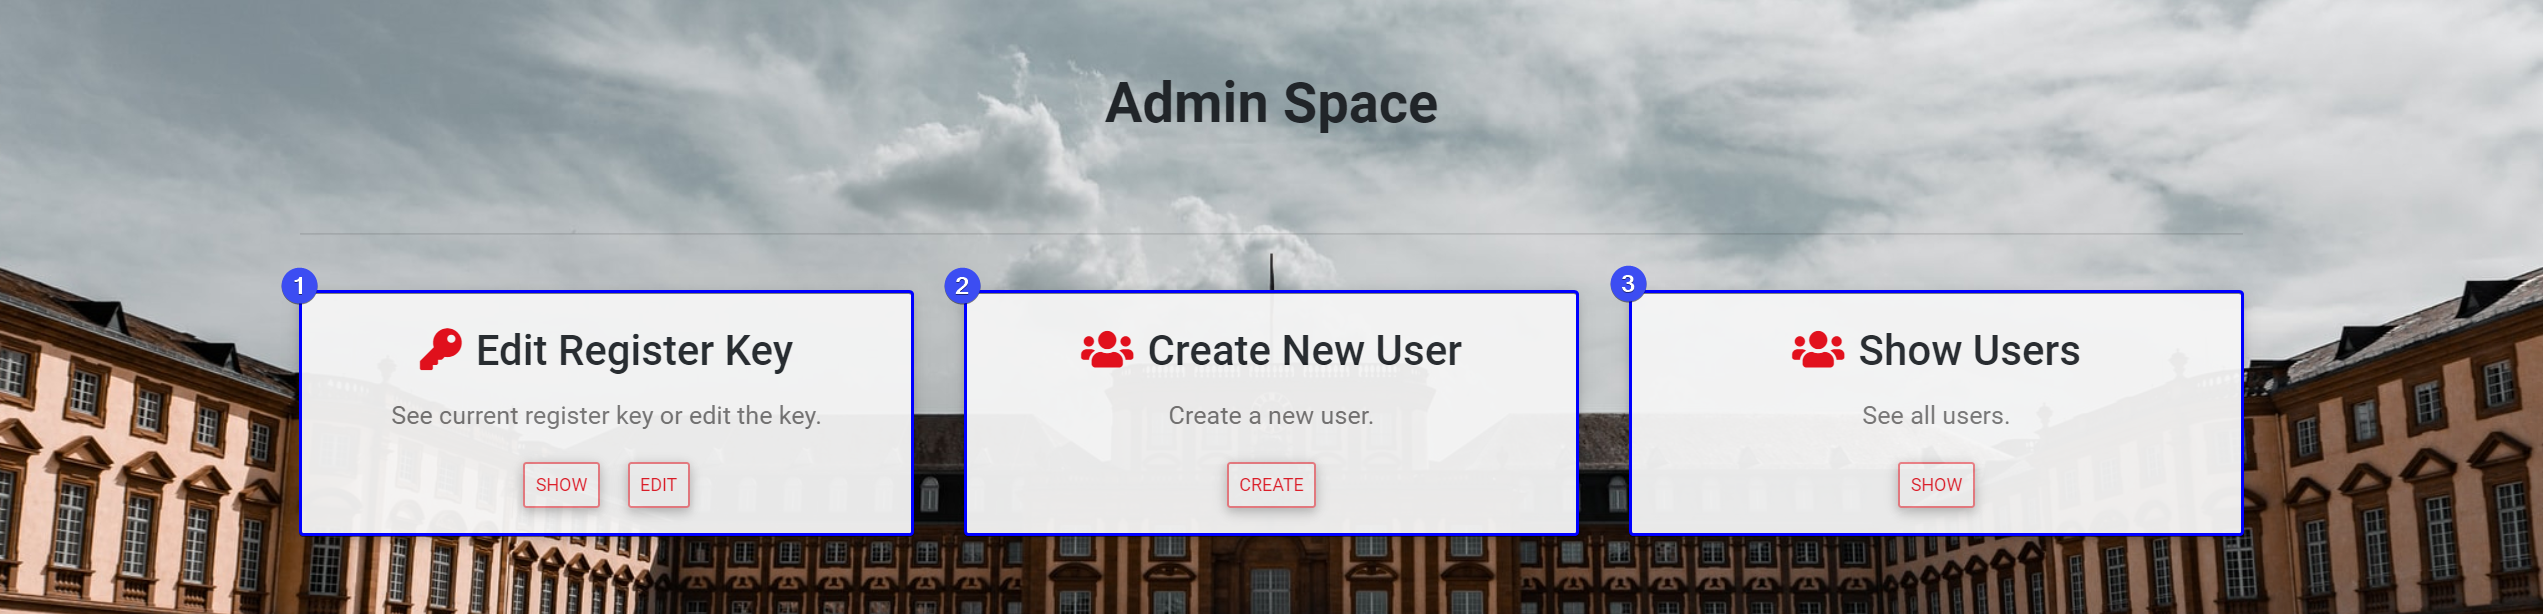 Admin Space
1
2
3
Edit Register Key
See current register key or edit the key.
SHOW EDIT
Create New User
Create a new user.
CREATE
Show Users
See all users.
SHOW